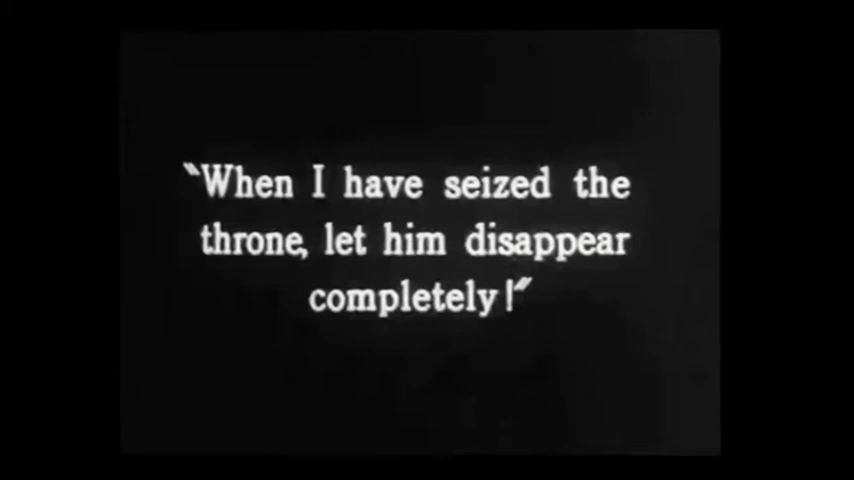 "When I have seized the
throne, let him disappear
completely!"